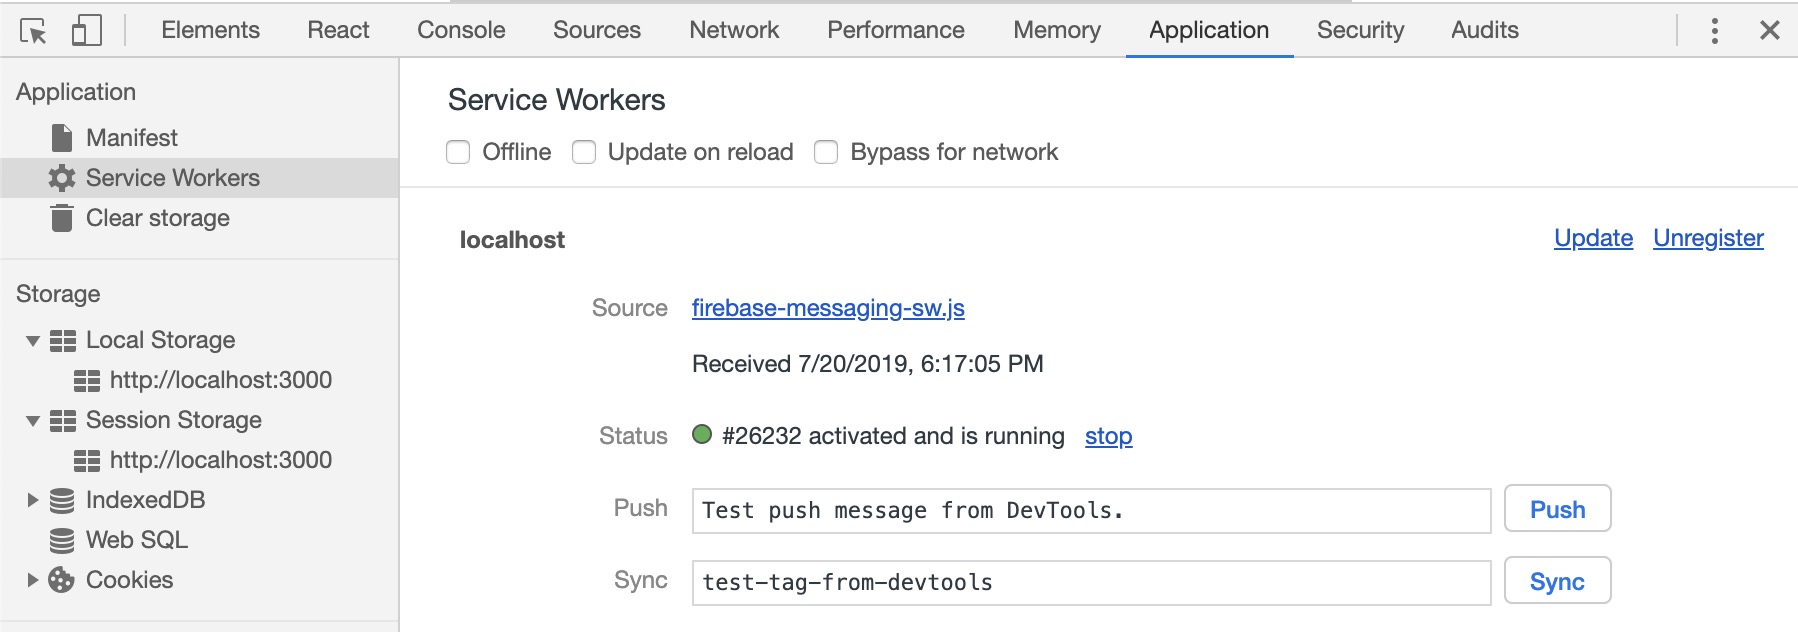 Elements React Console Sources Network Performance Memory Application Security Audits
Application
Manifest
Service Workers
Clear storage
Storage
Local Storage
http://localhost:3000
Session Storage
http://localhost:3000
IndexedDB
Web SQL
Cookies
Service Workers
Offline Update on reload Bypass for network
localhost Update Unregister
Source firebase-messaging-sw.js
Received 7/20/2019, 6:17:05 PM
Status #26232 activated and is running stop
Push Test push message from DevTools. Push
Sync test-tag-from-devtools Sync